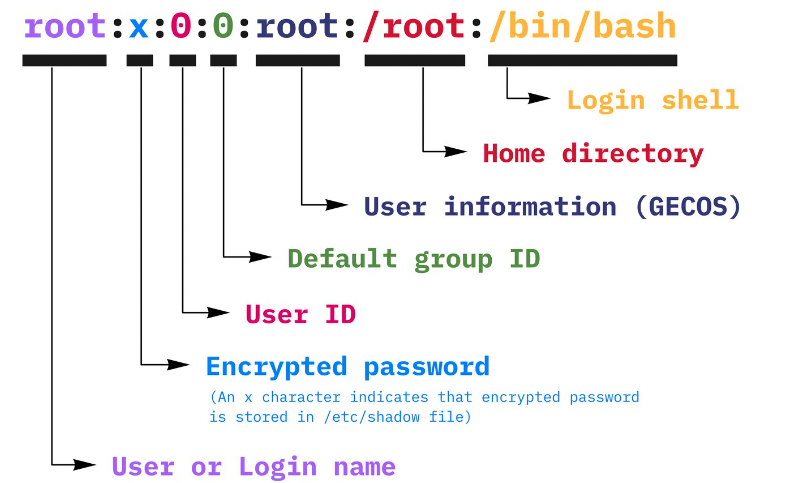 root:x:0:0:root:/root:/bin/bash
Login shell
Home directory
User information (GECOS)
Default group ID
User ID
Encrypted password
(An x character indicates that encrypted password
is stored in /etc/shadow file)
User or Login name